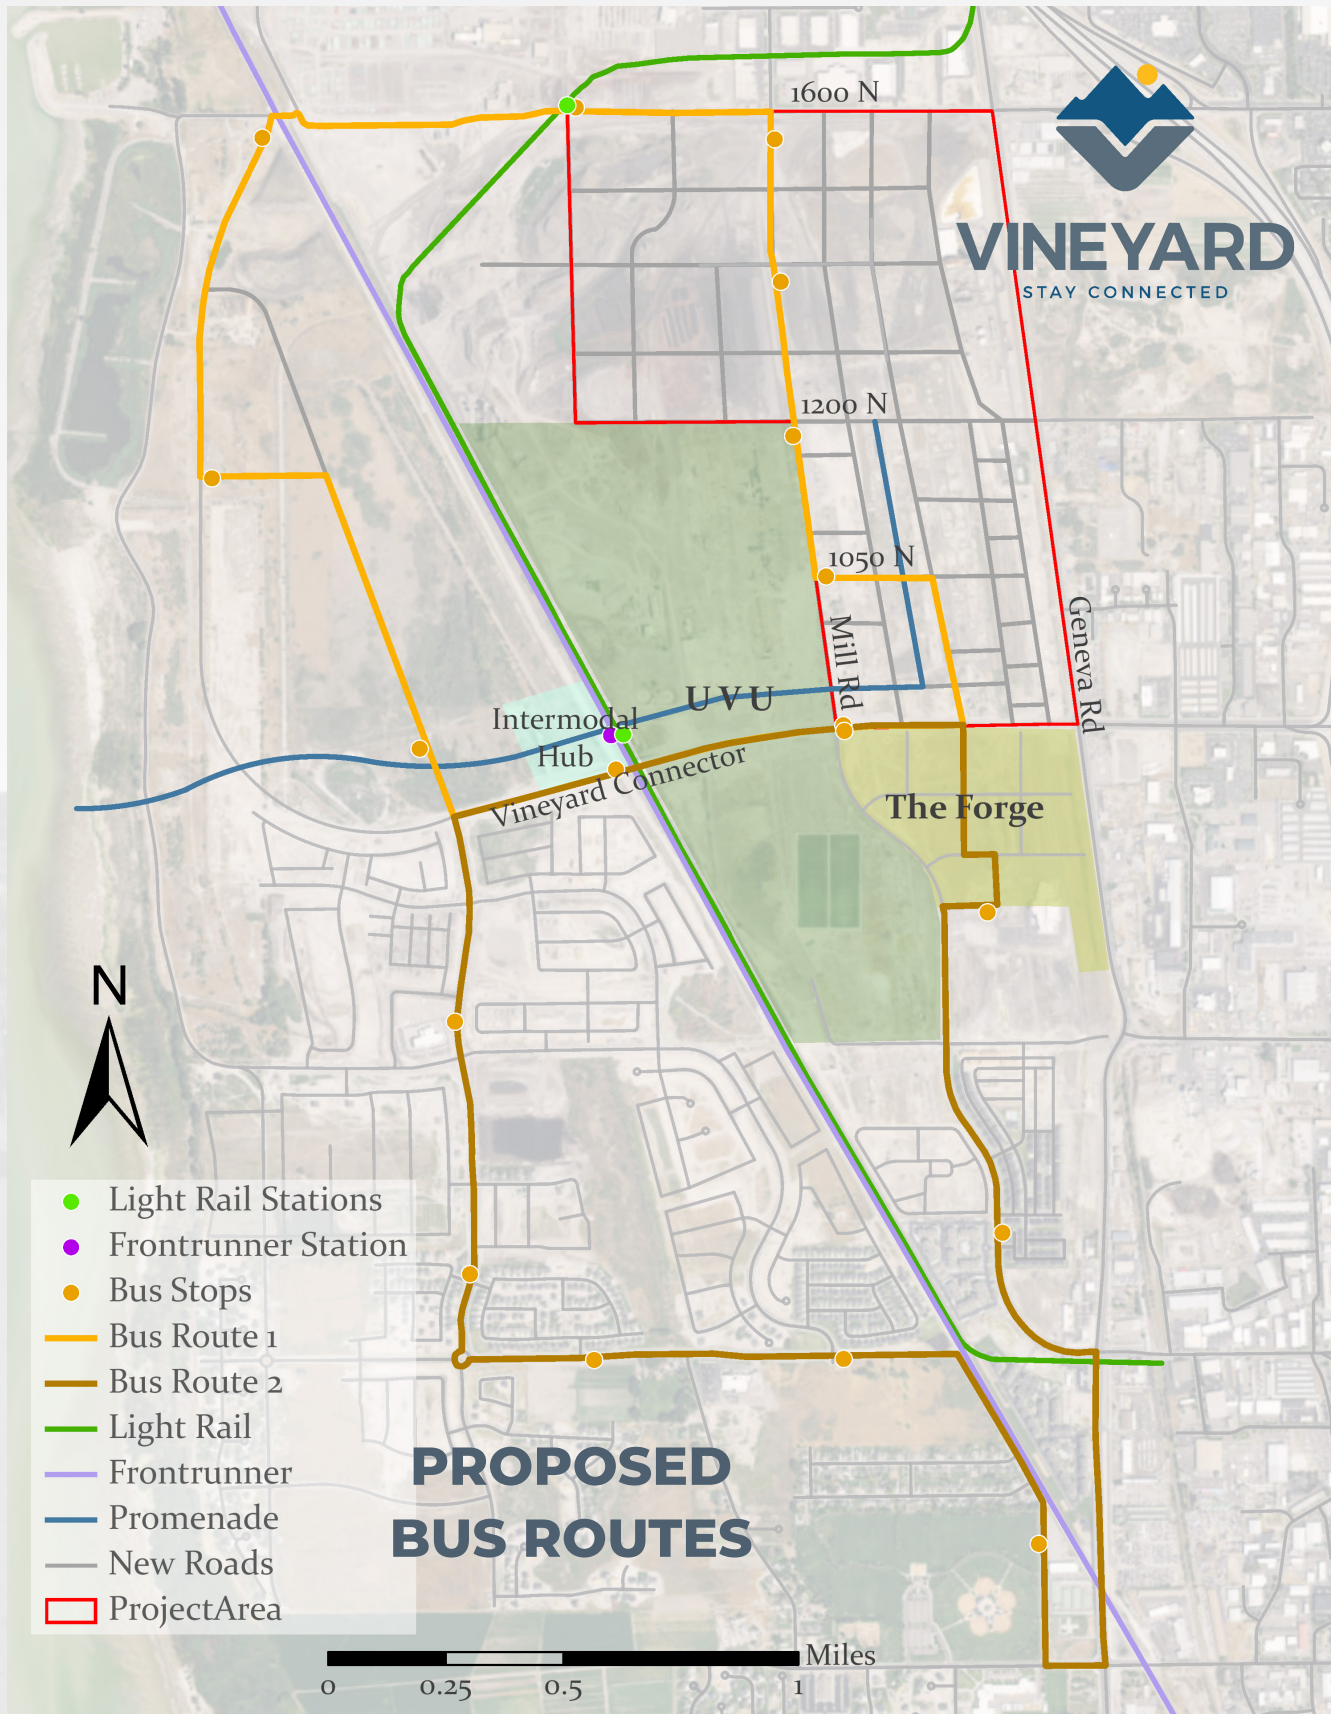 1600 N
VINEYARD
STAY CONNECTED
1200 N
1050 N
Mill Rd
Geneva Rd
UVU
Intermodal
Hub
Vineyard Connector
The Forge
N
Light Rail Stations
Frontrunner Station
Bus Stops
Bus Route 1
Bus Route 2
Light Rail
Frontrunner
Promenade
New Roads
ProjectArea
PROPOSED
BUS ROUTES
Miles
0 0.25 0.5 1